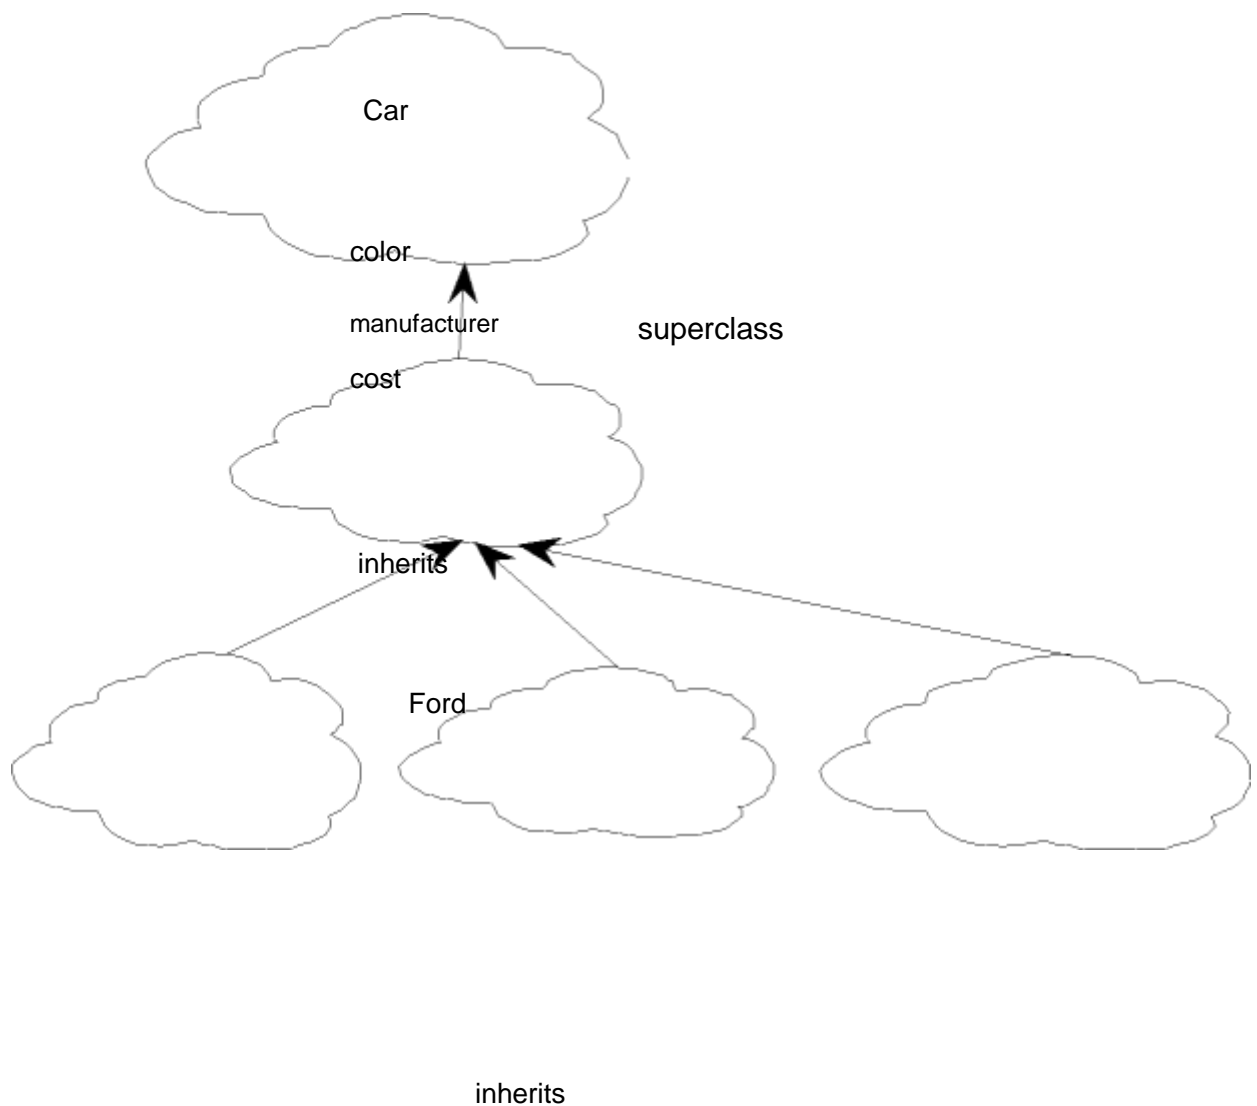 Car
color
manufacturer
superclass
cost
inherits
Ford
inherits